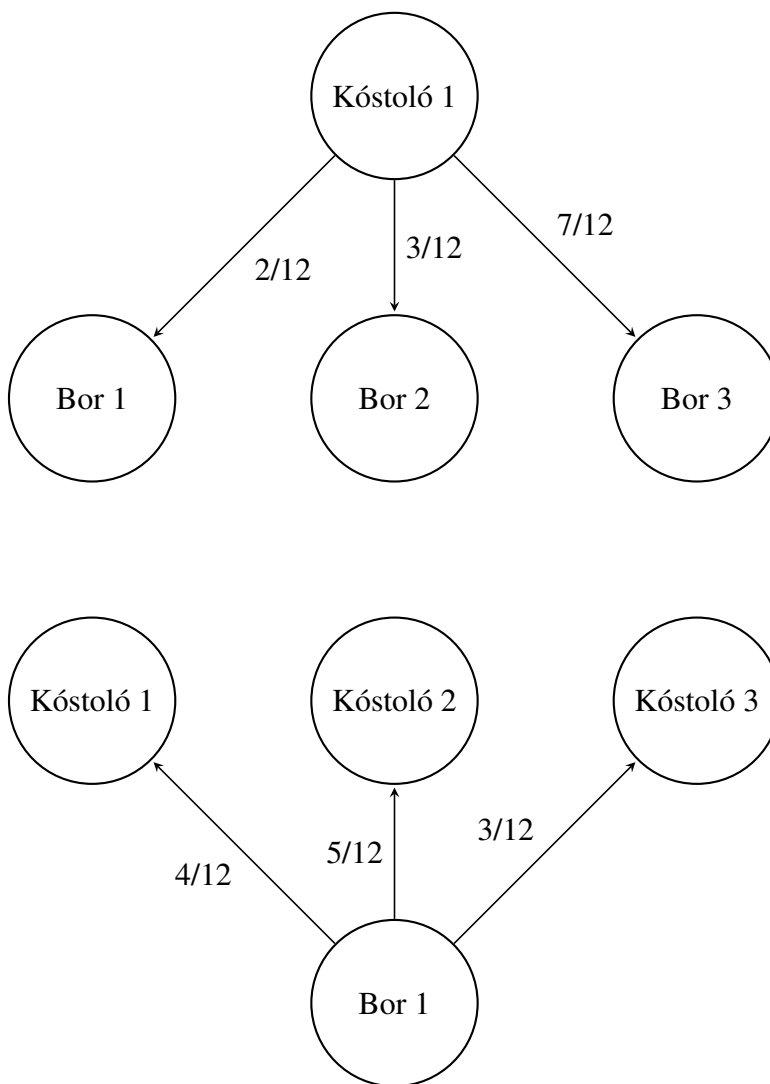 Kóstoló 1
2/12
3/12
7/12
Bor 1
Bor 2
Bor 3
Kóstoló 1
Kóstoló 2
Kóstoló 3
4/12
5/12
3/12
Bor 1